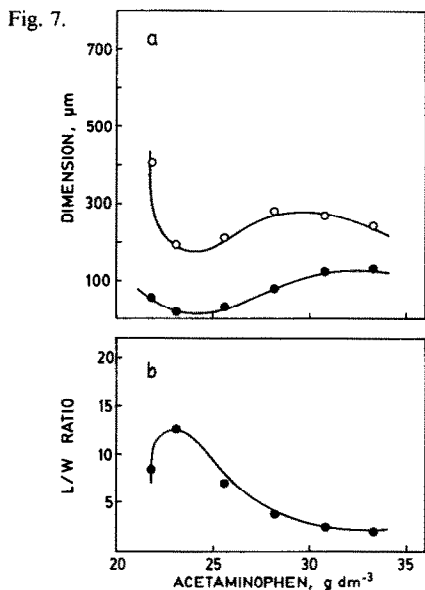 Fig. 7.
a
700
500
300
100
DIMENSION, μm
b
20
15
10
5
L/W RATIO
20 25 30 35
ACETAMINOPHEN, g dm-3